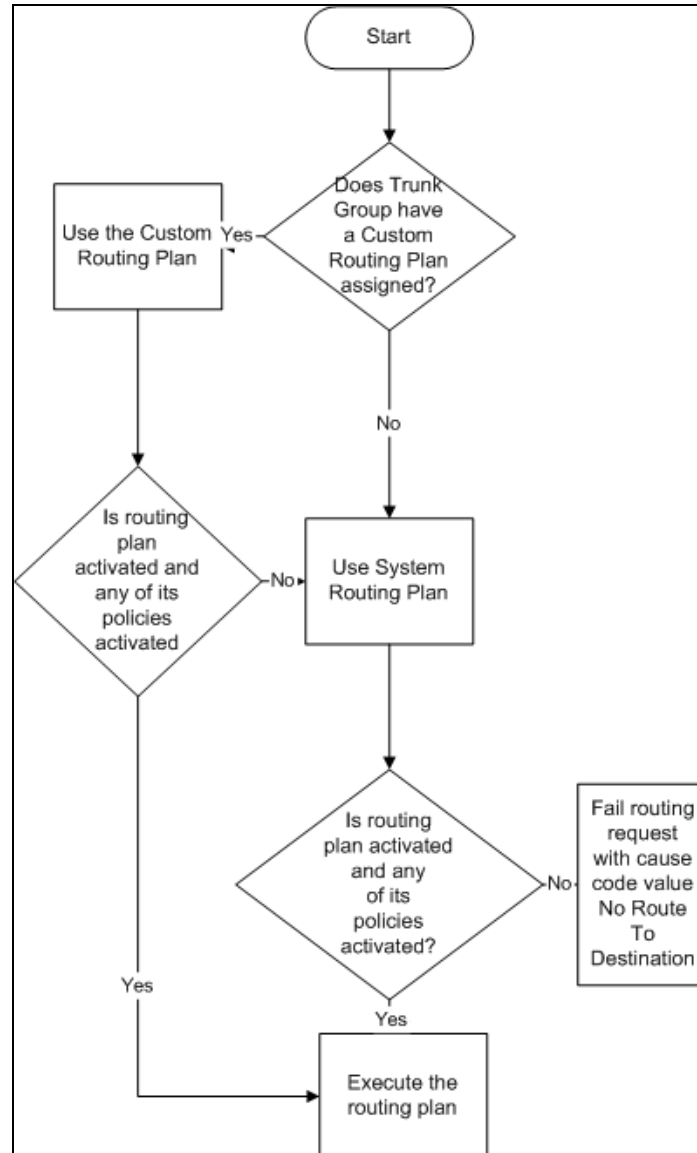 Start
Does Trunk
Group have
a Custom
Routing Plan
assigned?
Yes
Use the Custom
Routing Plan
No
Is routing
plan
activated and
any of its
policies
activated
No
Use System
Routing Plan
Is routing
plan activated
and any
of its
policies
activated?
No
Fail routing
request
with cause
code value
No Route
To
Destination
Yes
Yes
Execute the
routing plan